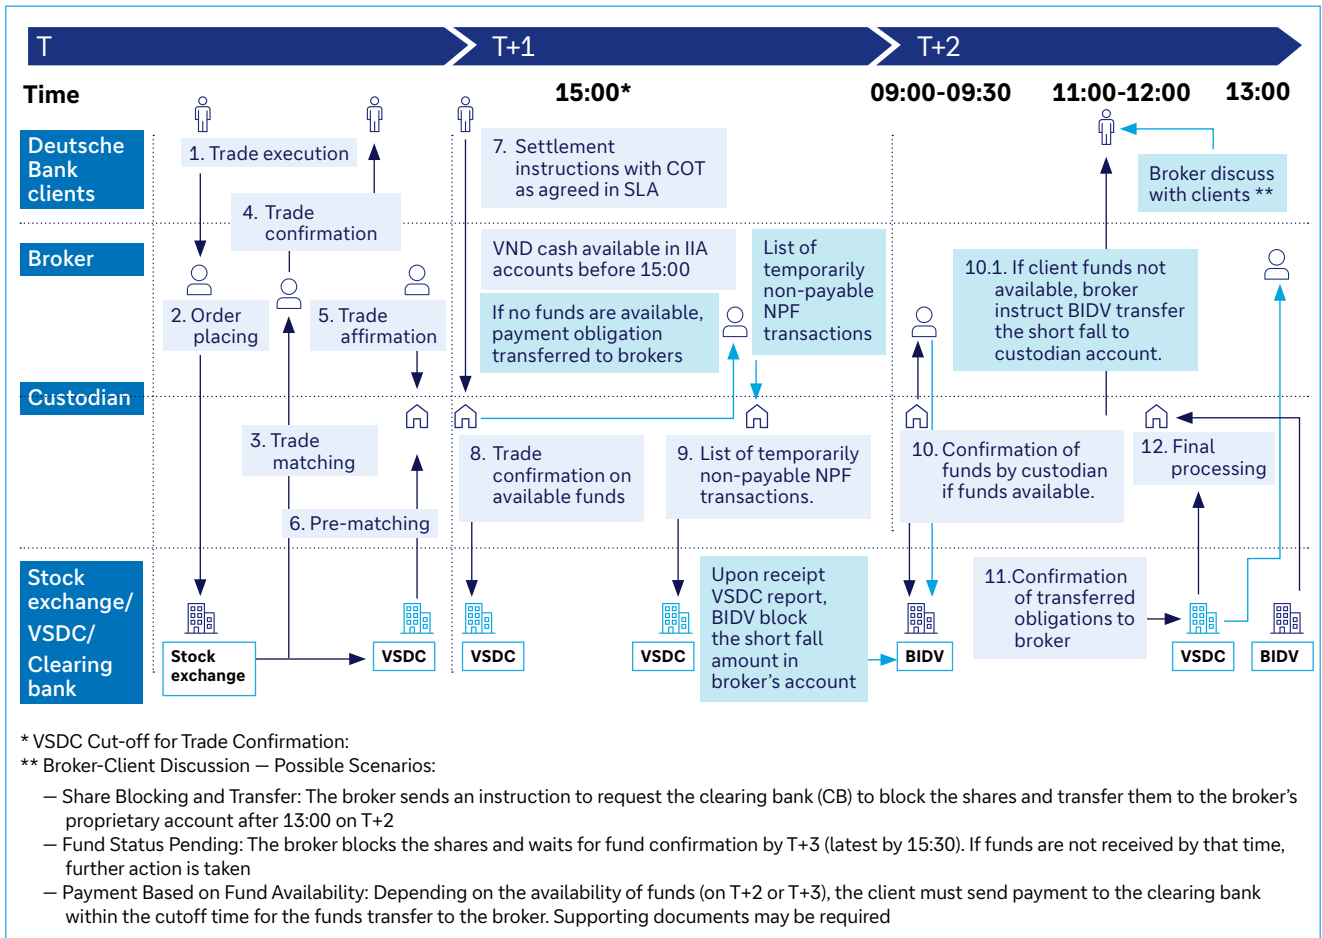 T
T+1
T+2
Time
15:00*
09:00-09:30
11:00-12:00
13:00
Deutsche
Bank
clients
1. Trade execution
4. Trade
confirmation
7. Settlement
instructions with COT
as agreed in SLA
Broker discuss
with clients **
Broker
2. Order
placing
5. Trade
affirmation
VND cash available in IIA
accounts before 15:00
If no funds are available,
payment obligation
transferred to brokers
List of
temporarily
non-payable
NPF
transactions
10.1. If client funds not
available, broker
instruct BIDV transfer
the short fall to
custodian account.
Custodian
3. Trade
matching
6. Pre-matching
8. Trade
confirmation on
available funds
9. List of temporarily
non-payable NPF
transactions.
10. Confirmation of
funds by custodian
if funds available.
12. Final
processing
Stock
exchange/
VSDC/
Clearing
bank
Stock
exchange
VSDC
VSDC
VSDC
Upon receipt
VSDC report,
BIDV block
the short fall
amount in
broker’s account
BIDV
11.Confirmation
of transferred
obligations to
broker
VSDC
BIDV
* VSDC Cut-off for Trade Confirmation:
** Broker-Client Discussion — Possible Scenarios:
— Share Blocking and Transfer: The broker sends an instruction to request the clearing bank (CB) to block the shares and transfer them to the broker’s
proprietary account after 13:00 on T+2
— Fund Status Pending: The broker blocks the shares and waits for fund confirmation by T+3 (latest by 15:30). If funds are not received by that time,
further action is taken
— Payment Based on Fund Availability: Depending on the availability of funds (on T+2 or T+3), the client must send payment to the clearing bank
within the cutoff time for the funds transfer to the broker. Supporting documents may be required